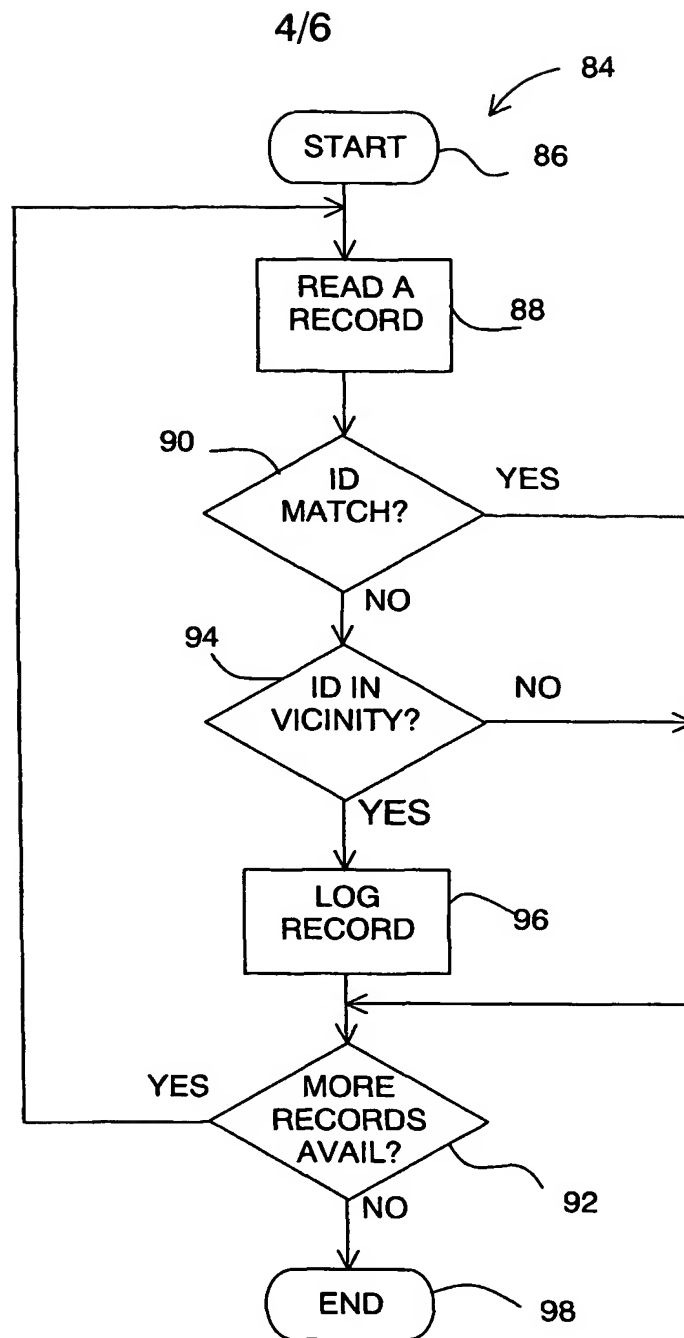 4/6
84
START
86
READ A
RECORD
88
90
ID
MATCH?
YES
NO
94
ID IN
VICINITY?
NO
YES
LOG
RECORD
96
YES
MORE
RECORDS
AVAIL?
92
NO
END
98